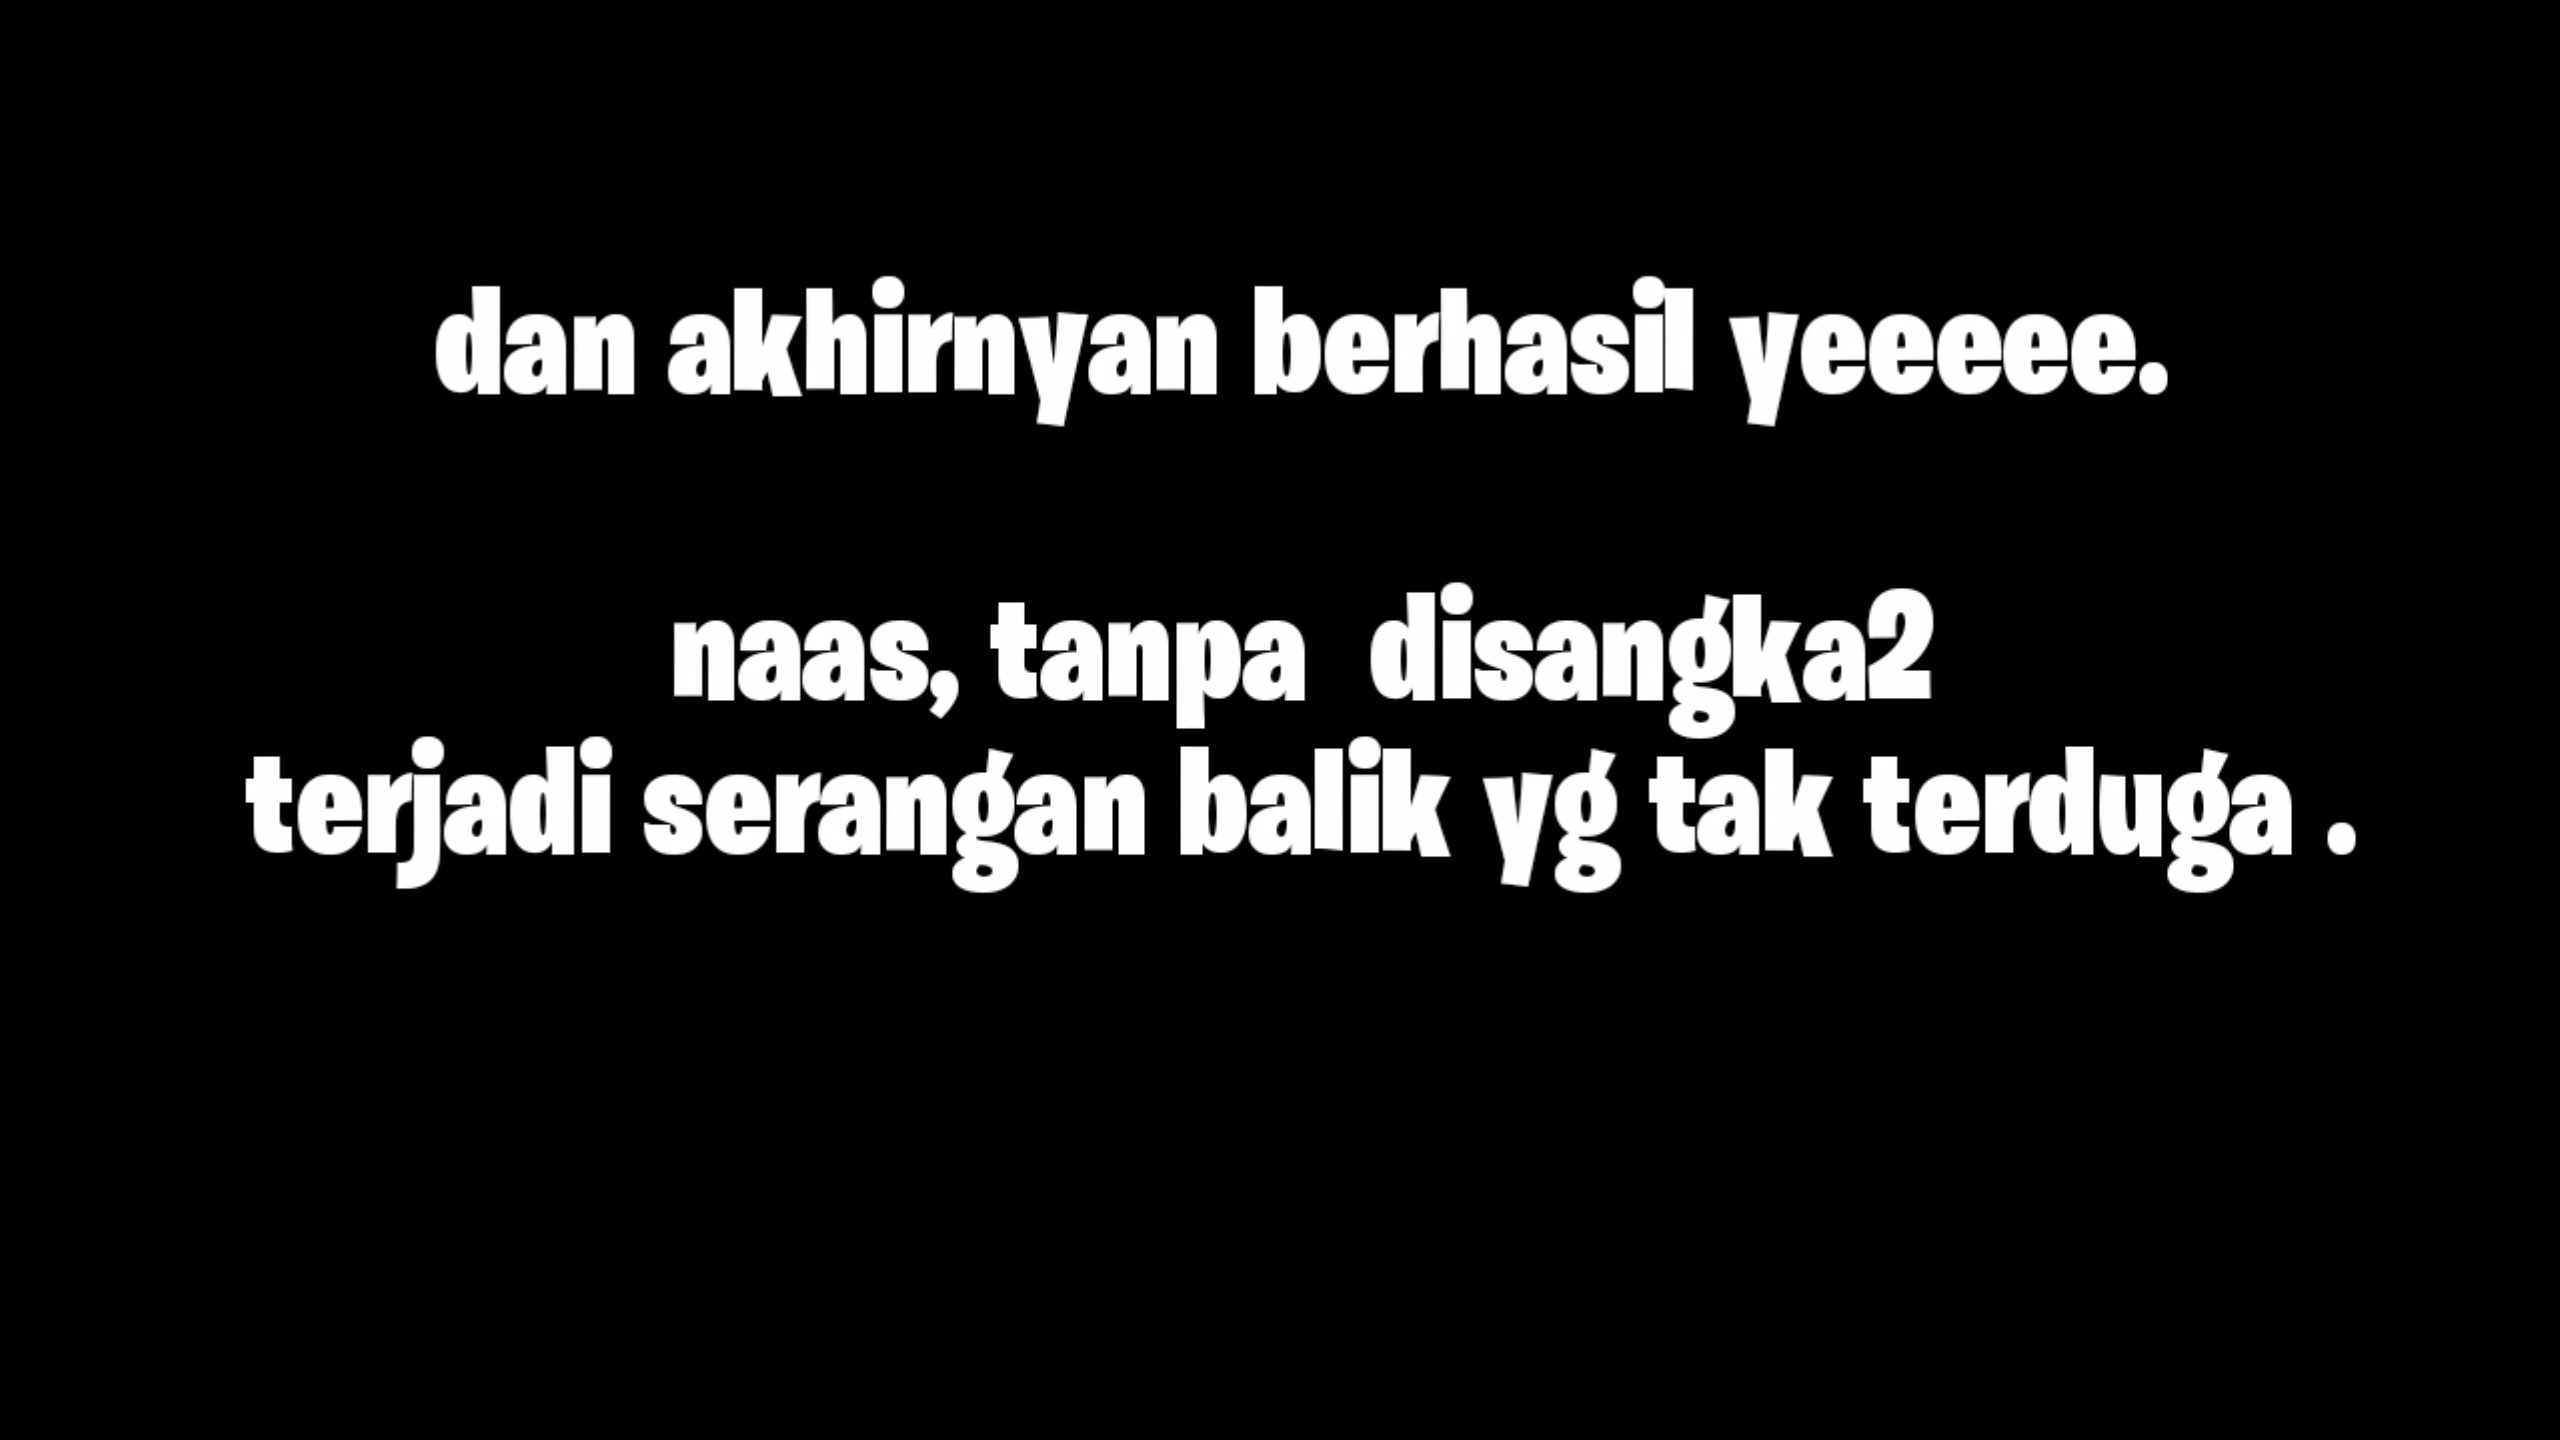 dan akhirnyan berhasil yeeeee.
naas, tanpa  disangka2
terjadi serangan balik yg tak terduga .